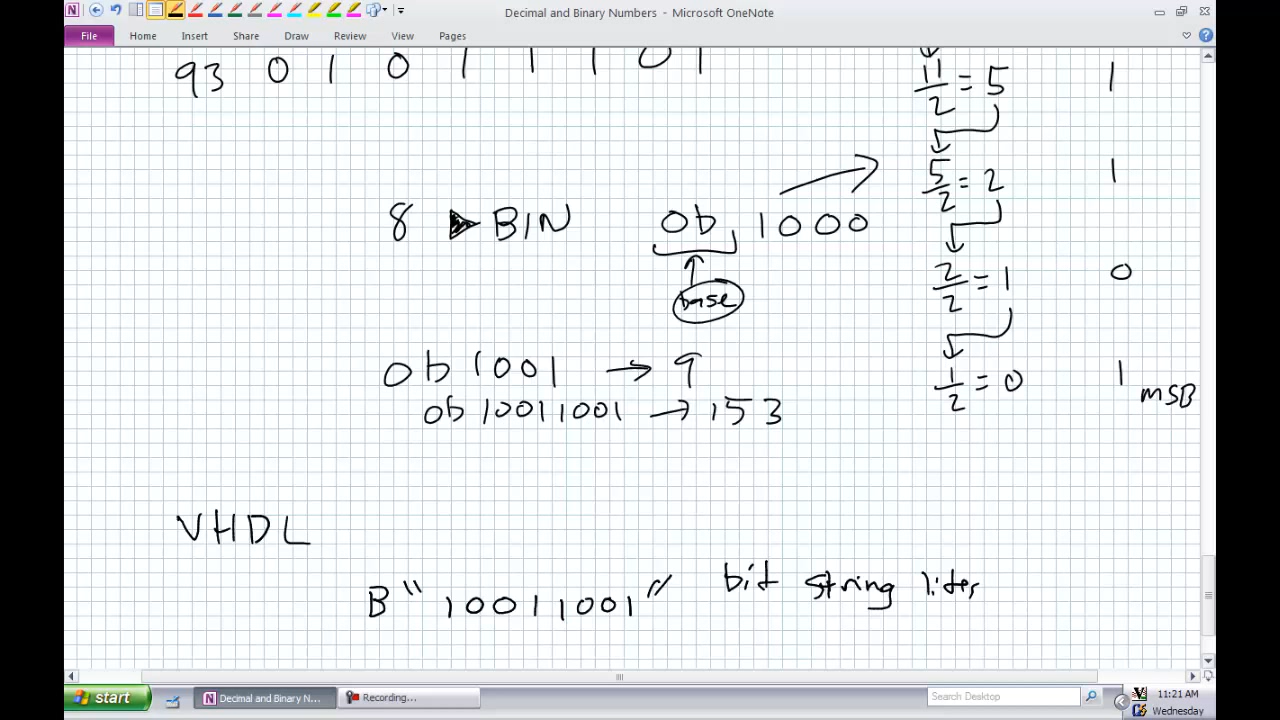 Decimal and Binary Numbers - Microsoft OneNote
File Home Insert Share Draw Review View Pages
93 0 1 0 1 1 1 0 1
11/2 = 5 1
5/2 = 2 1
8 ▶ BIN 0b 1000
2/2 = 1 0
base
0b 1001 → 9
1/2 = 0 1
MSB
0b 10011001 → 153
VHDL
B "10011001" bit string liter
start Decimal and Binary N... Recording... Search Desktop 11:21 AM
Wednesday